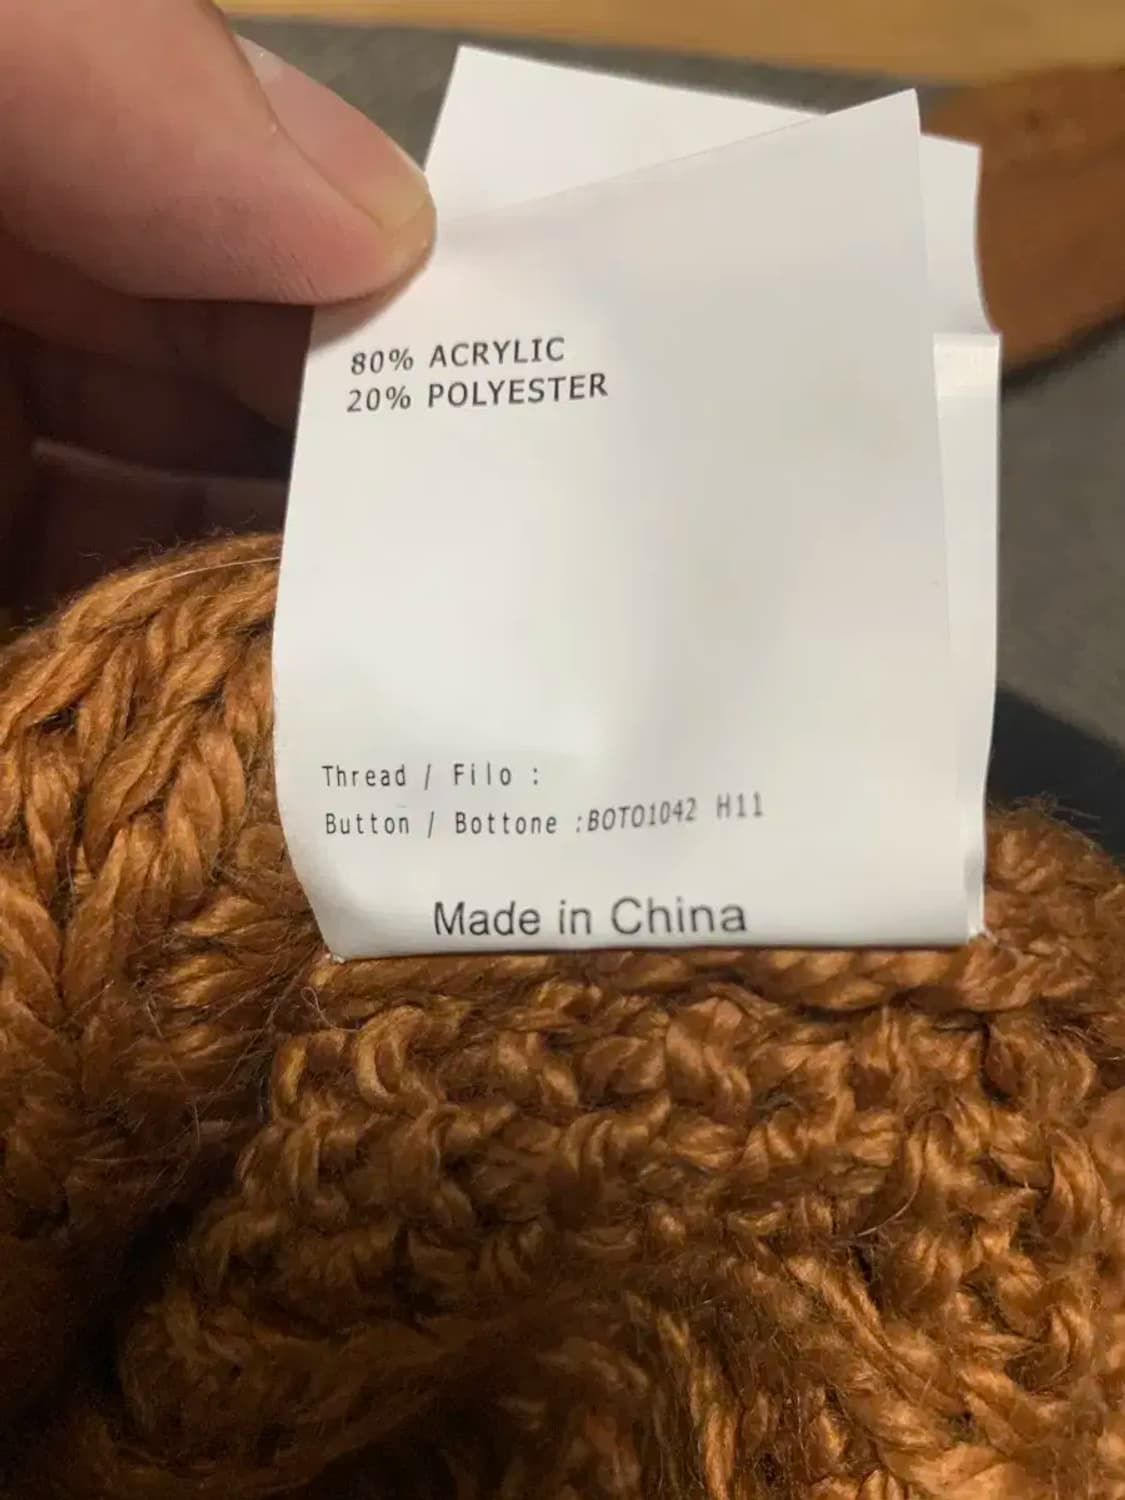 80% ACRYLIC
20% POLYESTER
Thread / Filo :
Button / Bottone :BOTO1042 H11
Made in China